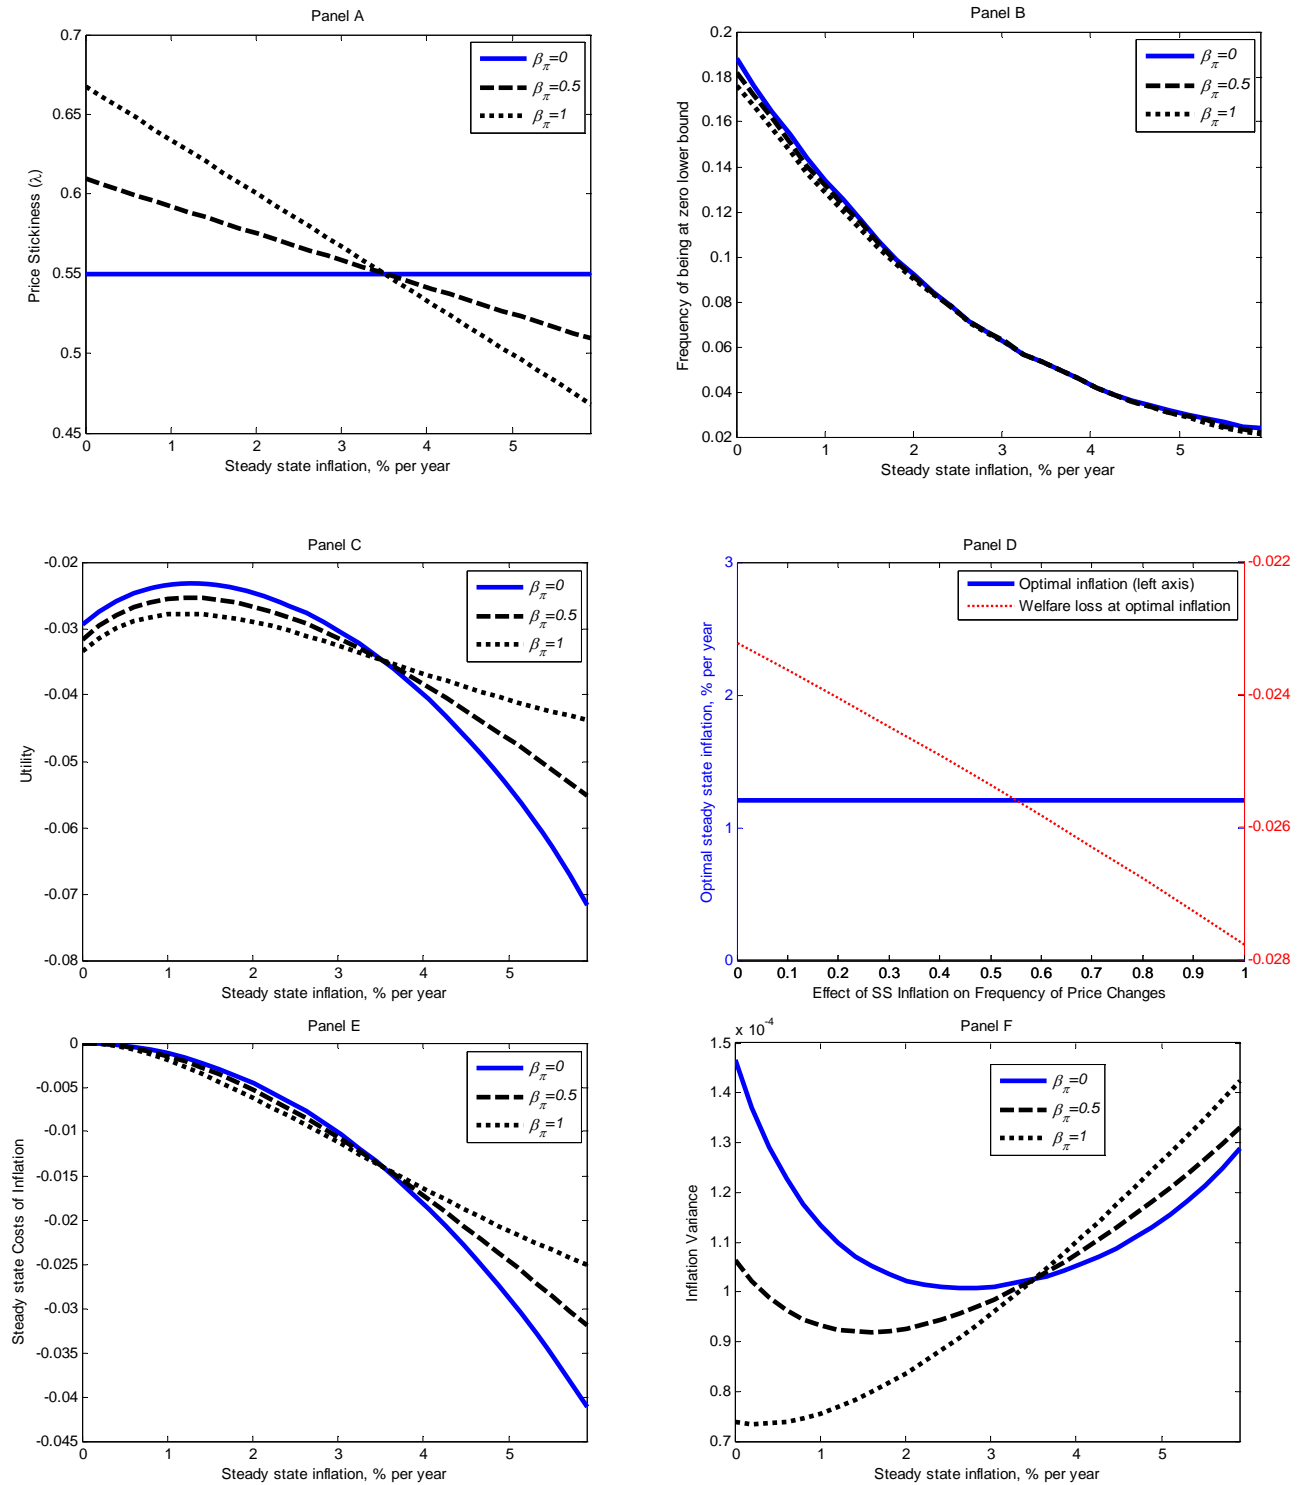 Panel A
0.7
0.65
0.6
0.55
0.5
0.45
Price Stickiness (λ)
0 1 2 3 4 5
Steady state inflation, % per year
βπ=0
βπ=0.5
βπ=1
Panel B
0.2
0.18
0.16
0.14
0.12
0.1
0.08
0.06
0.04
0.02
Frequency of being at zero lower bound
0 1 2 3 4 5
Steady state inflation, % per year
βπ=0
βπ=0.5
βπ=1
Panel C
-0.02
-0.03
-0.04
-0.05
-0.06
-0.07
-0.08
Utility
0 1 2 3 4 5
Steady state inflation, % per year
βπ=0
βπ=0.5
βπ=1
Panel D
3
2
1
0
Optimal steady state inflation, % per year
Optimal inflation (left axis)
Welfare loss at optimal inflation
-0.022
-0.024
-0.026
-0.028
0 0.1 0.2 0.3 0.4 0.5 0.6 0.7 0.8 0.9 1
Effect of SS Inflation on Frequency of Price Changes
Panel E
0
-0.005
-0.01
-0.015
-0.02
-0.025
-0.03
-0.035
-0.04
-0.045
Steady state Costs of Inflation
0 1 2 3 4 5
Steady state inflation, % per year
βπ=0
βπ=0.5
βπ=1
Panel F
x 10-4
1.5
1.4
1.3
1.2
1.1
1
0.9
0.8
0.7
Inflation Variance
0 1 2 3 4 5
Steady state inflation, % per year
βπ=0
βπ=0.5
βπ=1